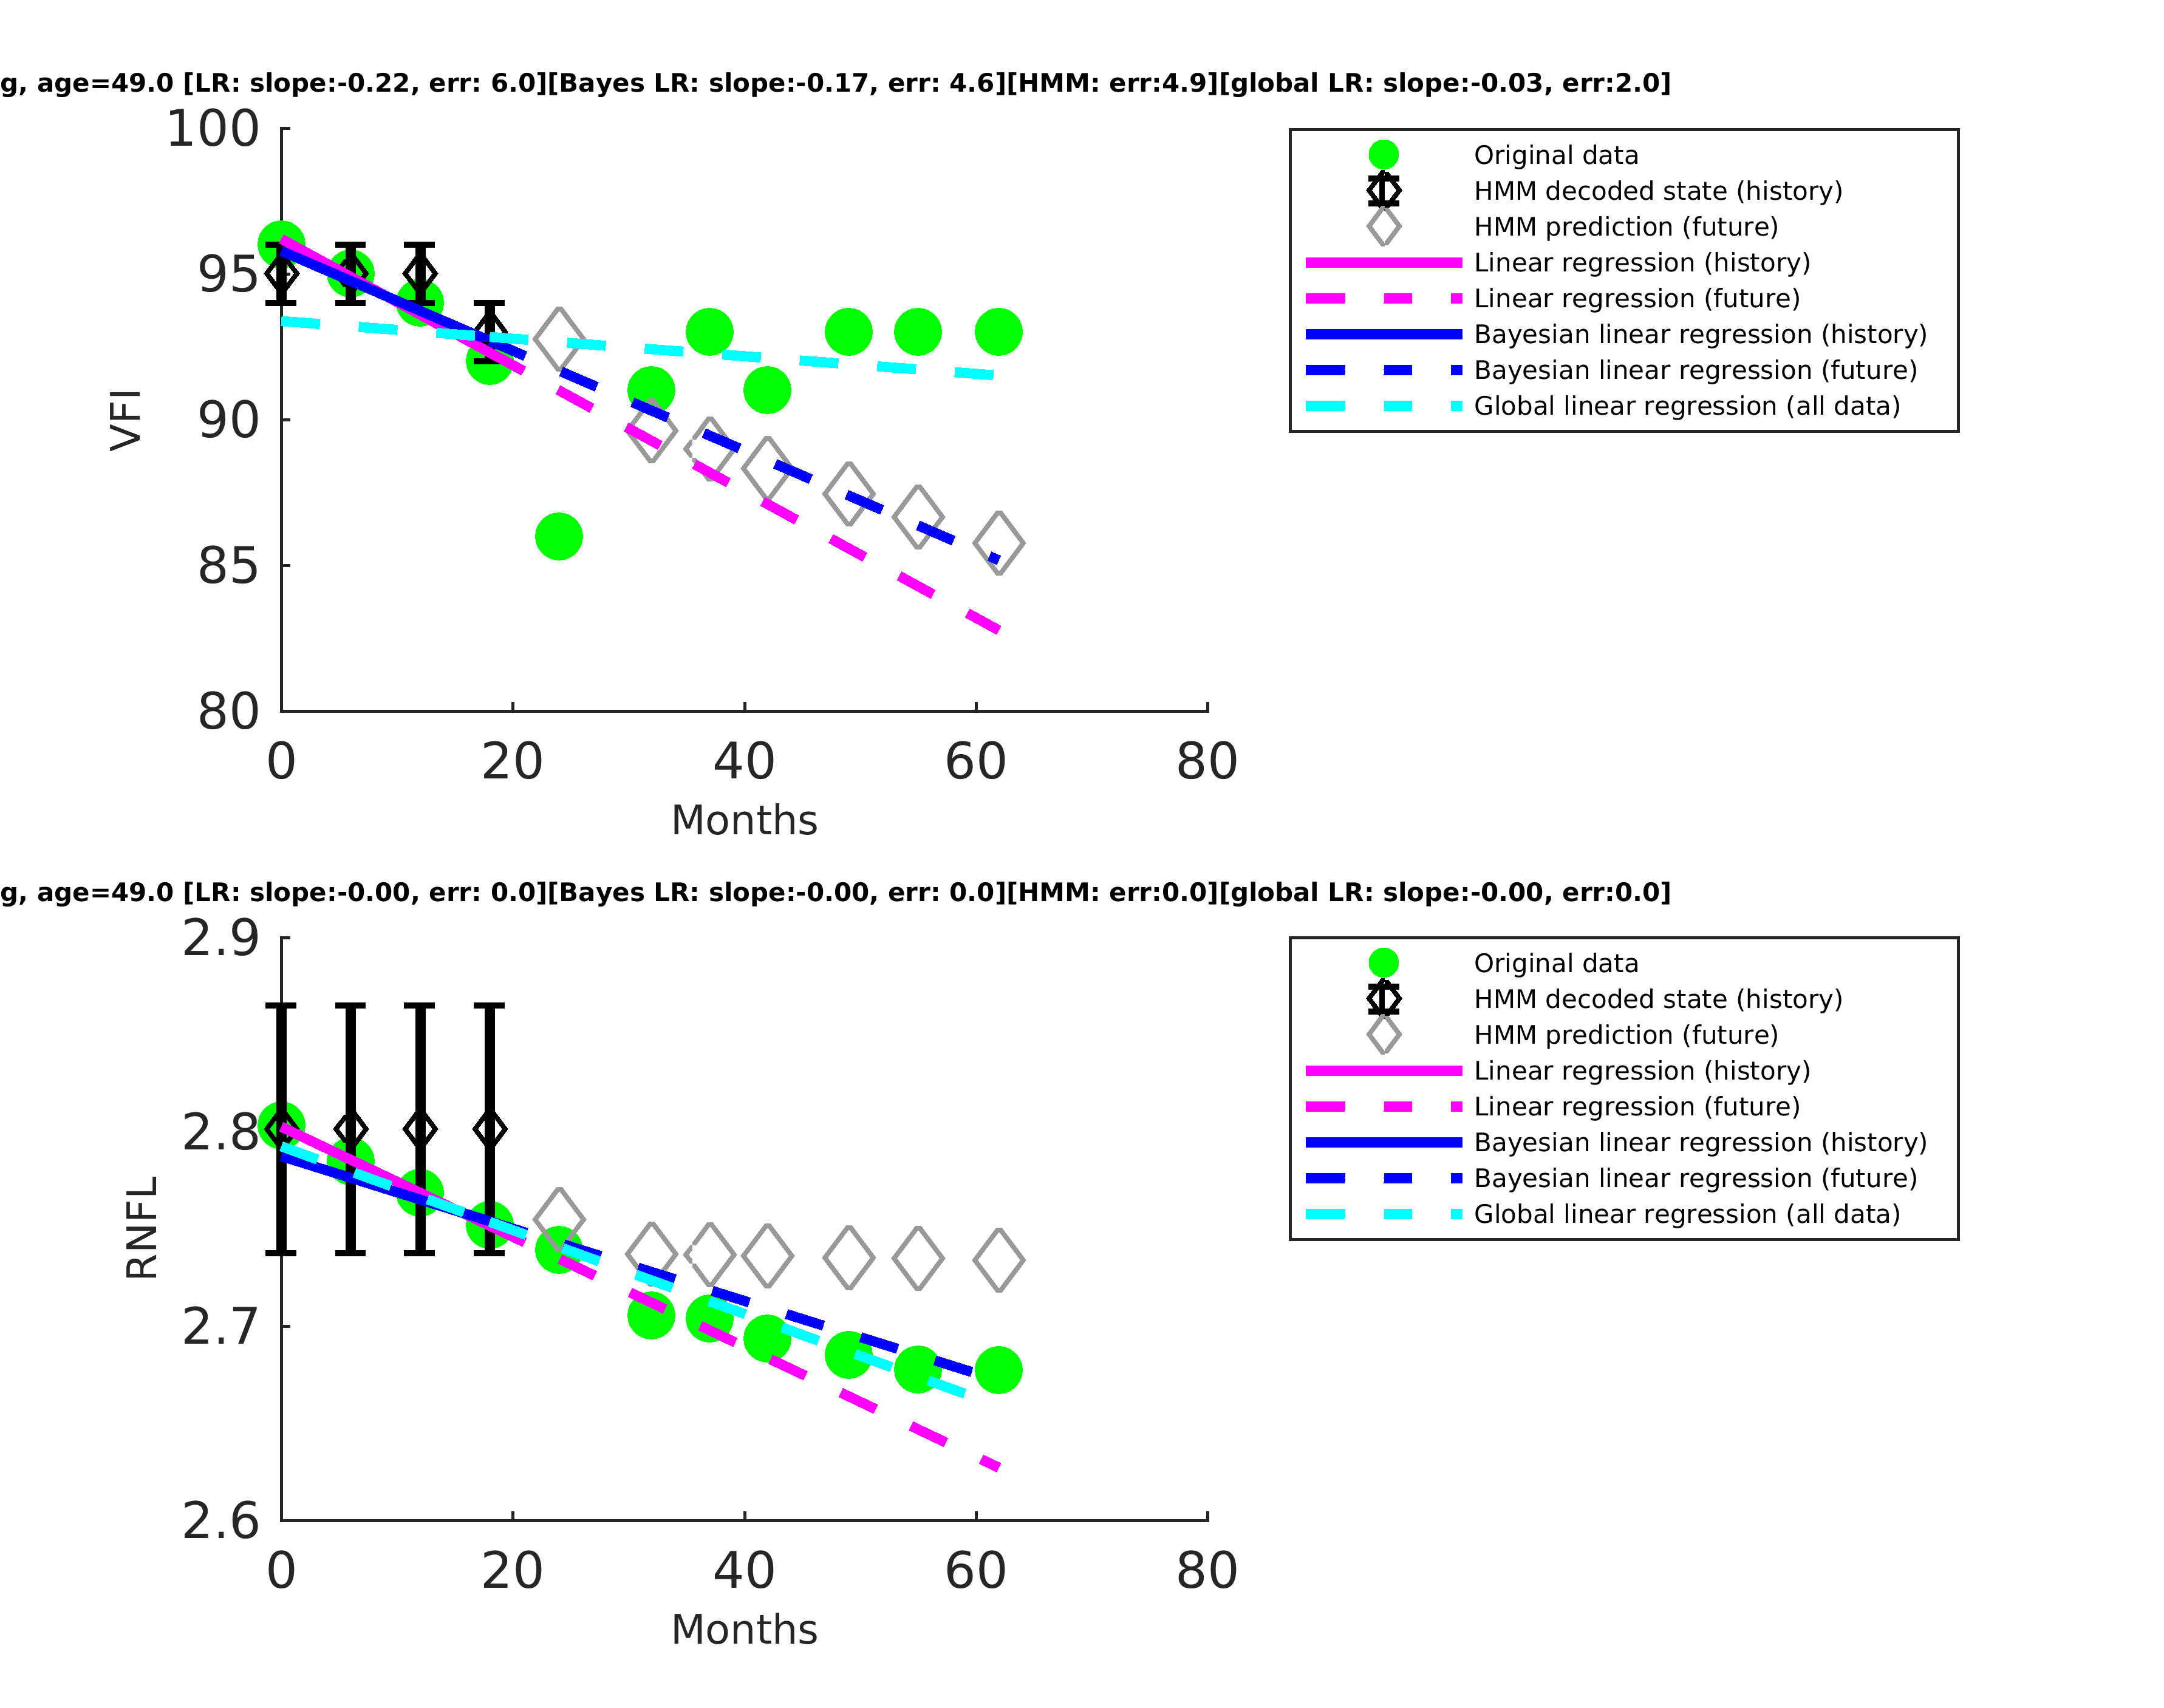 g, age=49.0 [LR: slope:-0.22, err: 6.0][Bayes LR: slope:-0.17, err: 4.6][HMM: err:4.9][global LR: slope:-0.03, err:2.0]
100
95
90
85
80
VFI
0 20 40 60 80
Months
Original data
HMM decoded state (history)
HMM prediction (future)
Linear regression (history)
Linear regression (future)
Bayesian linear regression (history)
Bayesian linear regression (future)
Global linear regression (all data)
g, age=49.0 [LR: slope:-0.00, err: 0.0][Bayes LR: slope:-0.00, err: 0.0][HMM: err:0.0][global LR: slope:-0.00, err:0.0]
2.9
2.8
2.7
2.6
RNFL
0 20 40 60 80
Months
Original data
HMM decoded state (history)
HMM prediction (future)
Linear regression (history)
Linear regression (future)
Bayesian linear regression (history)
Bayesian linear regression (future)
Global linear regression (all data)